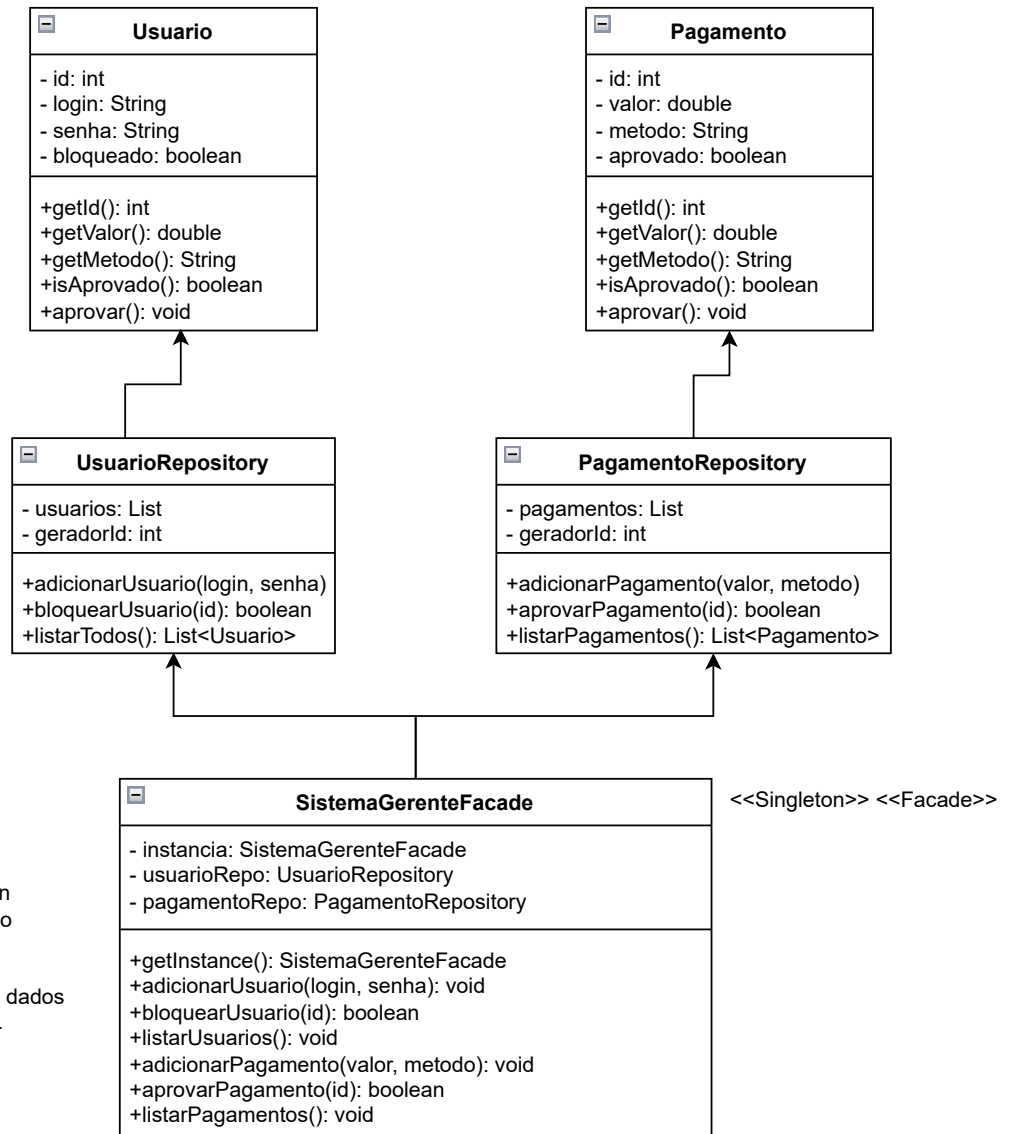 Usuario
- id: int
- login: String
- senha: String
- bloqueado: boolean
+getId(): int
+getValor(): double
+getMetodo(): String
+isAprovado(): boolean
+aprovar(): void
Pagamento
- id: int
- valor: double
- metodo: String
- aprovado: boolean
+getId(): int
+getValor(): double
+getMetodo(): String
+isAprovado(): boolean
+aprovar(): void
UsuarioRepository
- usuarios: List
- geradorId: int
+adicionarUsuario(login, senha)
+bloquearUsuario(id): boolean
+listarTodos(): List<Usuario>
PagamentoRepository
- pagamentos: List
- geradorId: int
+adicionarPagamento(valor, metodo)
+aprovarPagamento(id): boolean
+listarPagamentos(): List<Pagamento>
SistemaGerenteFacade
<<Singleton>> <<Facade>>
- instancia: SistemaGerenteFacade
- usuarioRepo: UsuarioRepository
- pagamentoRepo: PagamentoRepository
+getInstance(): SistemaGerenteFacade
+adicionarUsuario(login, senha): void
+bloquearUsuario(id): boolean
+listarUsuarios(): void
+adicionarPagamento(valor, metodo): void
+aprovarPagamento(id): boolean
+listarPagamentos(): void
dados